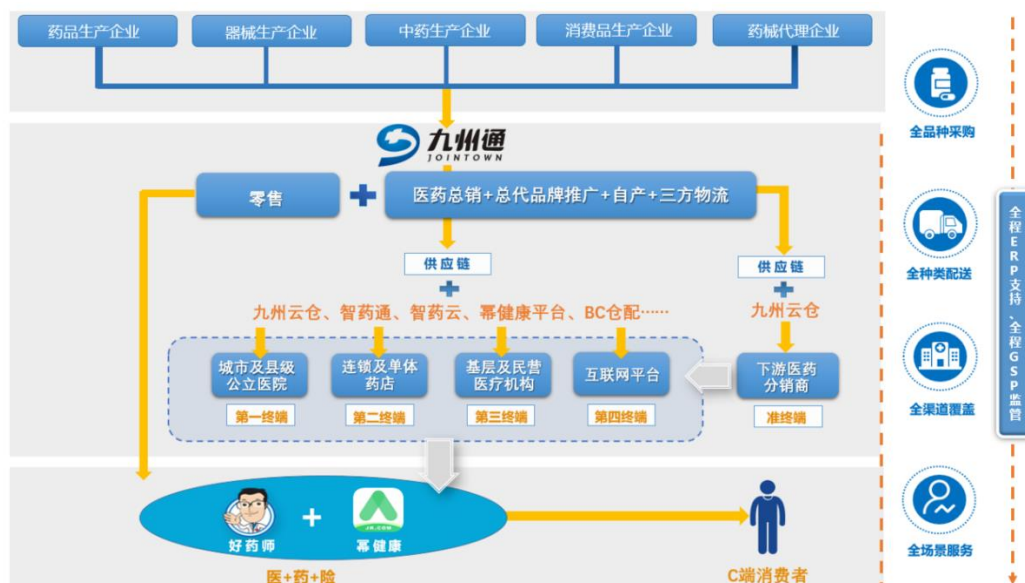 药品生产企业
器械生产企业
中药生产企业
消费品生产企业
药械代理企业
全品种采购
九州通
JOINTOWN
零售
医药总销+总代品牌推广+自产+三方物流
供应链
供应链
九州云仓、智药通、智药云、幂健康平台、BC仓配……
九州云仓
全种类配送
全程ERP支持、全程GSP监管
城市及县级
公立医院
连锁及单体
药店
基层及民营
医疗机构
互联网平台
下游医药
分销商
第一终端
第二终端
第三终端
第四终端
准终端
全渠道覆盖
JK.COM
好药师
+
幂健康
医+药+险
C端消费者
全场景服务